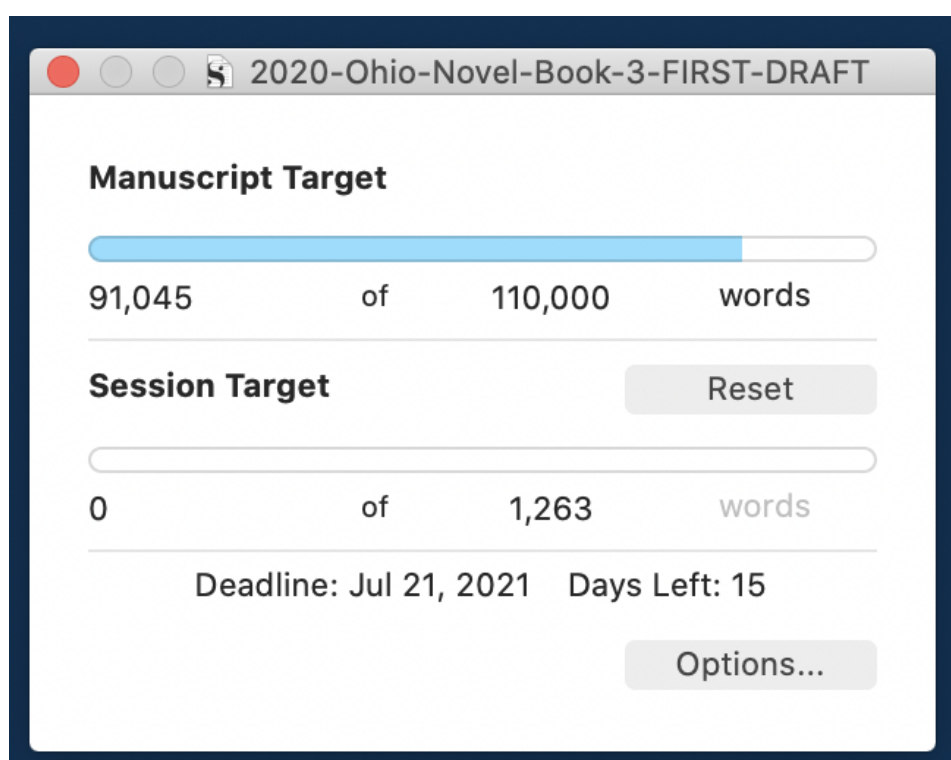 2020-Ohio-Novel-Book-3-FIRST-DRAFT
Manuscript Target
91,045 of 110,000 words
Session Target Reset
0 of 1,263 words
Deadline: Jul 21, 2021 Days Left: 15
Options...